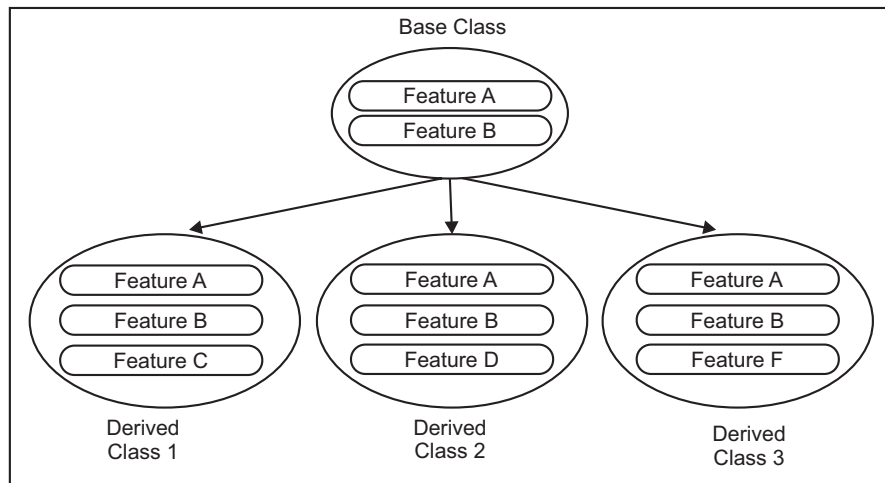 Base Class
Feature A
Feature B
Feature A
Feature B
Feature C
Derived
Class 1
Feature A
Feature B
Feature D
Derived
Class 2
Feature A
Feature B
Feature F
Derived
Class 3